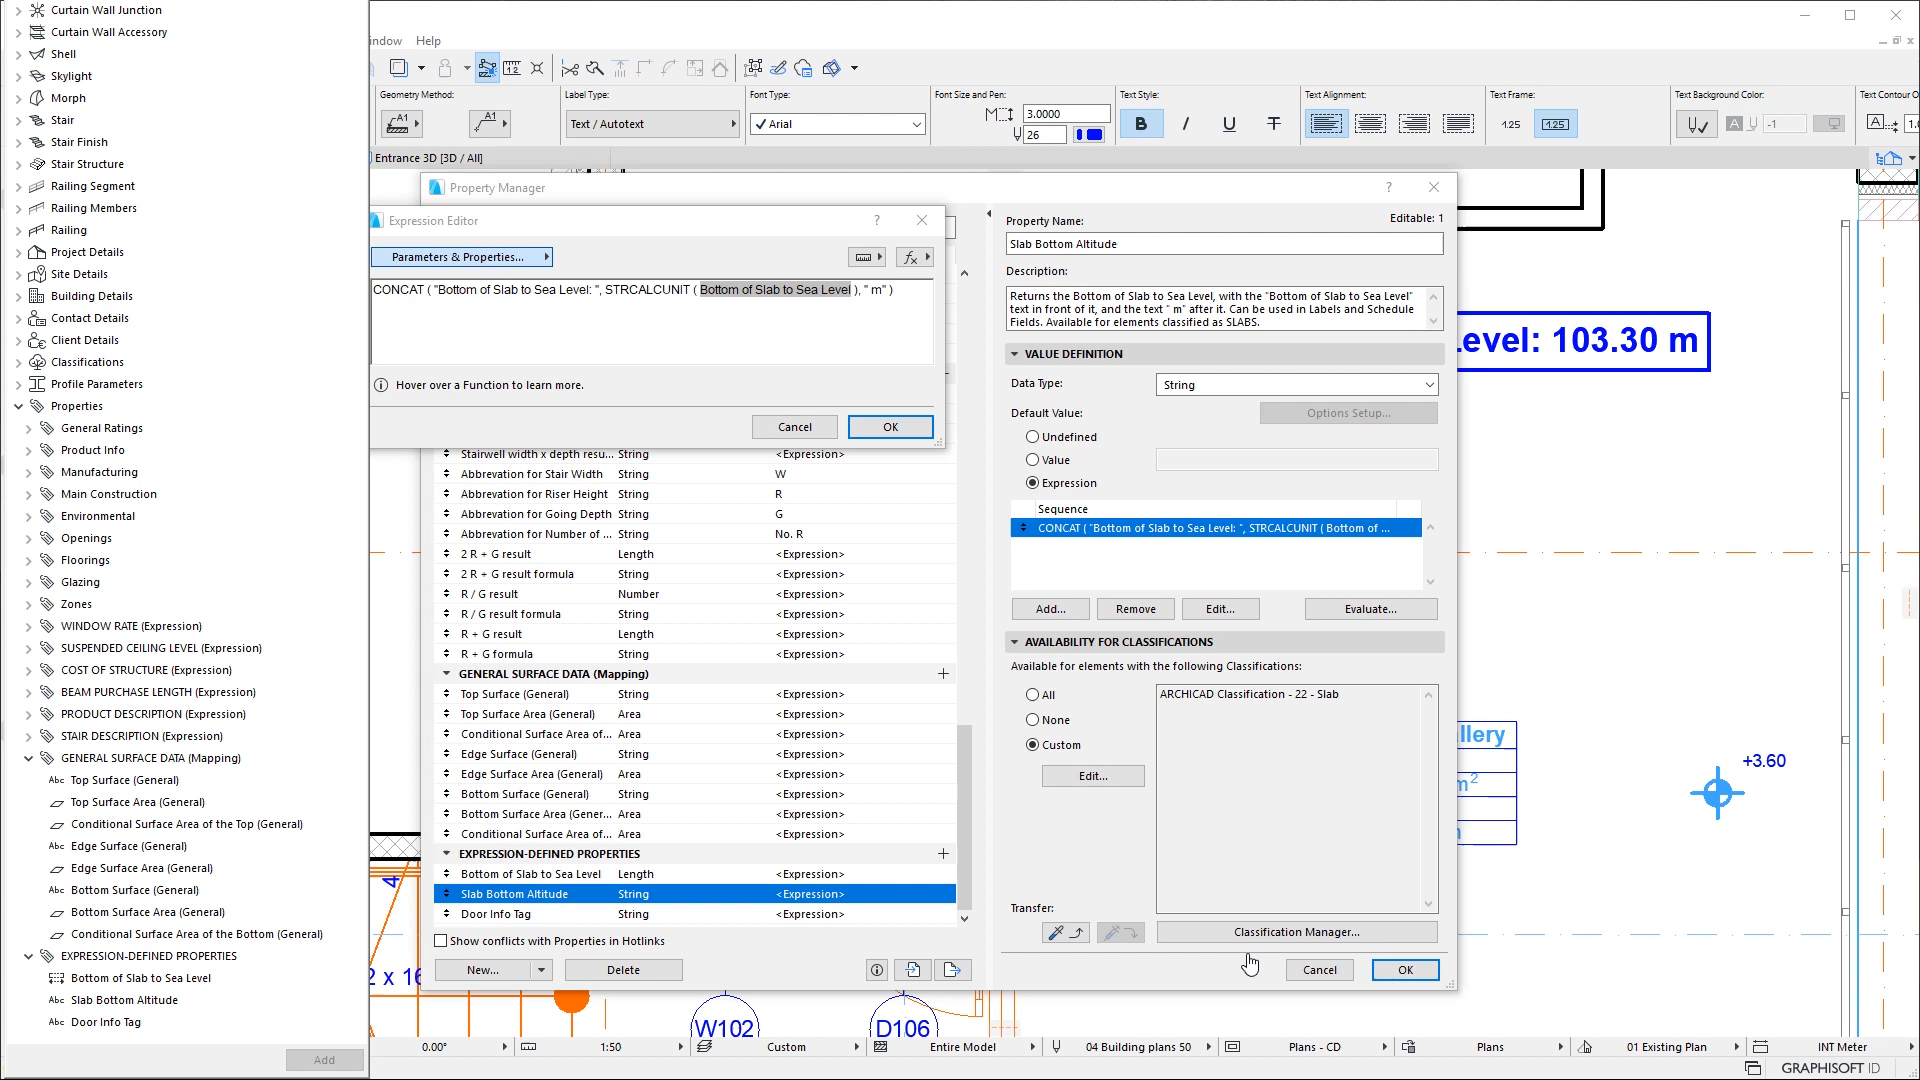 Curtain Wall Junction
Curtain Wall Accessory
Shell
Skylight
Morph
Stair
Stair Finish
Stair Structure
Railing Segment
Railing Members
Railing
Project Details
Site Details
Building Details
Contact Details
Client Details
Classifications
Profile Parameters
Properties
General Ratings
Product Info
Manufacturing
Main Construction
Environmental
Openings
Floorings
Glazing
Zones
WINDOW RATE (Expression)
SUSPENDED CEILING LEVEL (Expression)
COST OF STRUCTURE (Expression)
BEAM PURCHASE LENGTH (Expression)
PRODUCT DESCRIPTION (Expression)
STAIR DESCRIPTION (Expression)
GENERAL SURFACE DATA (Mapping)
Abc Top Surface (General)
Top Surface Area (General)
Conditional Surface Area of the Top (General)
Abc Edge Surface (General)
Edge Surface Area (General)
Abc Bottom Surface (General)
Bottom Surface Area (General)
Conditional Surface Area of the Bottom (General)
EXPRESSION-DEFINED PROPERTIES
Bottom of Slab to Sea Level
Abc Slab Bottom Altitude
Abc Door Info Tag
Add
indow Help
Geometry Method:
Label Type:
Font Type:
Font Size and Pen:
Text Style:
Text Alignment:
Text Frame:
Text Background Color:
Text Contour O
A1
A1
Text / Autotext
Arial
3.0000
26
B I U T
1.25
1.25
-1
1.0
Entrance 3D [3D / All]
Property Manager
Expression Editor
Parameters & Properties...
CONCAT ( "Bottom of Slab to Sea Level: ", STRCALCUNIT ( Bottom of Slab to Sea Level ), " m" )
Hover over a Function to learn more.
Cancel
OK
Stairwell width x depth resu... String <Expression>
Abbrevation for Stair Width String W
Abbrevation for Riser Height String R
Abbrevation for Going Depth String G
Abbrevation for Number of ... String No. R
2 R + G result Length <Expression>
2 R + G result formula String <Expression>
R / G result Number <Expression>
R / G result formula String <Expression>
R + G result Length <Expression>
R + G formula String <Expression>
GENERAL SURFACE DATA (Mapping)
Top Surface (General) String <Expression>
Top Surface Area (General) Area <Expression>
Conditional Surface Area of... Area <Expression>
Edge Surface (General) String <Expression>
Edge Surface Area (General) Area <Expression>
Bottom Surface (General) String <Expression>
Bottom Surface Area (Gener... Area <Expression>
Conditional Surface Area of... Area <Expression>
EXPRESSION-DEFINED PROPERTIES
Bottom of Slab to Sea Level Length <Expression>
Slab Bottom Altitude String <Expression>
Door Info Tag String <Expression>
Show conflicts with Properties in Hotlinks
New...
Delete
Property Name:
Editable: 1
Slab Bottom Altitude
Description:
Returns the Bottom of Slab to Sea Level, with the "Bottom of Slab to Sea Level"
text in front of it, and the text " m" after it. Can be used in Labels and Schedule
Fields. Available for elements classified as SLABS.
VALUE DEFINITION
Data Type:
String
Default Value:
Options Setup...
Undefined
Value
Expression
Sequence
CONCAT ( "Bottom of Slab to Sea Level: ", STRCALCUNIT ( Bottom of ...
Add...
Remove
Edit...
Evaluate...
AVAILABILITY FOR CLASSIFICATIONS
Available for elements with the following Classifications:
All
None
Custom
Edit...
ARCHICAD Classification - 22 - Slab
Transfer:
Classification Manager...
Cancel
OK
evel: 103.30 m
llery
m2
+3.60
4
2 x 16
W102
D106
0.00°
1:50
Custom
Entire Model
04 Building plans 50
Plans - CD
Plans
01 Existing Plan
INT Meter
GRAPHISOFT ID